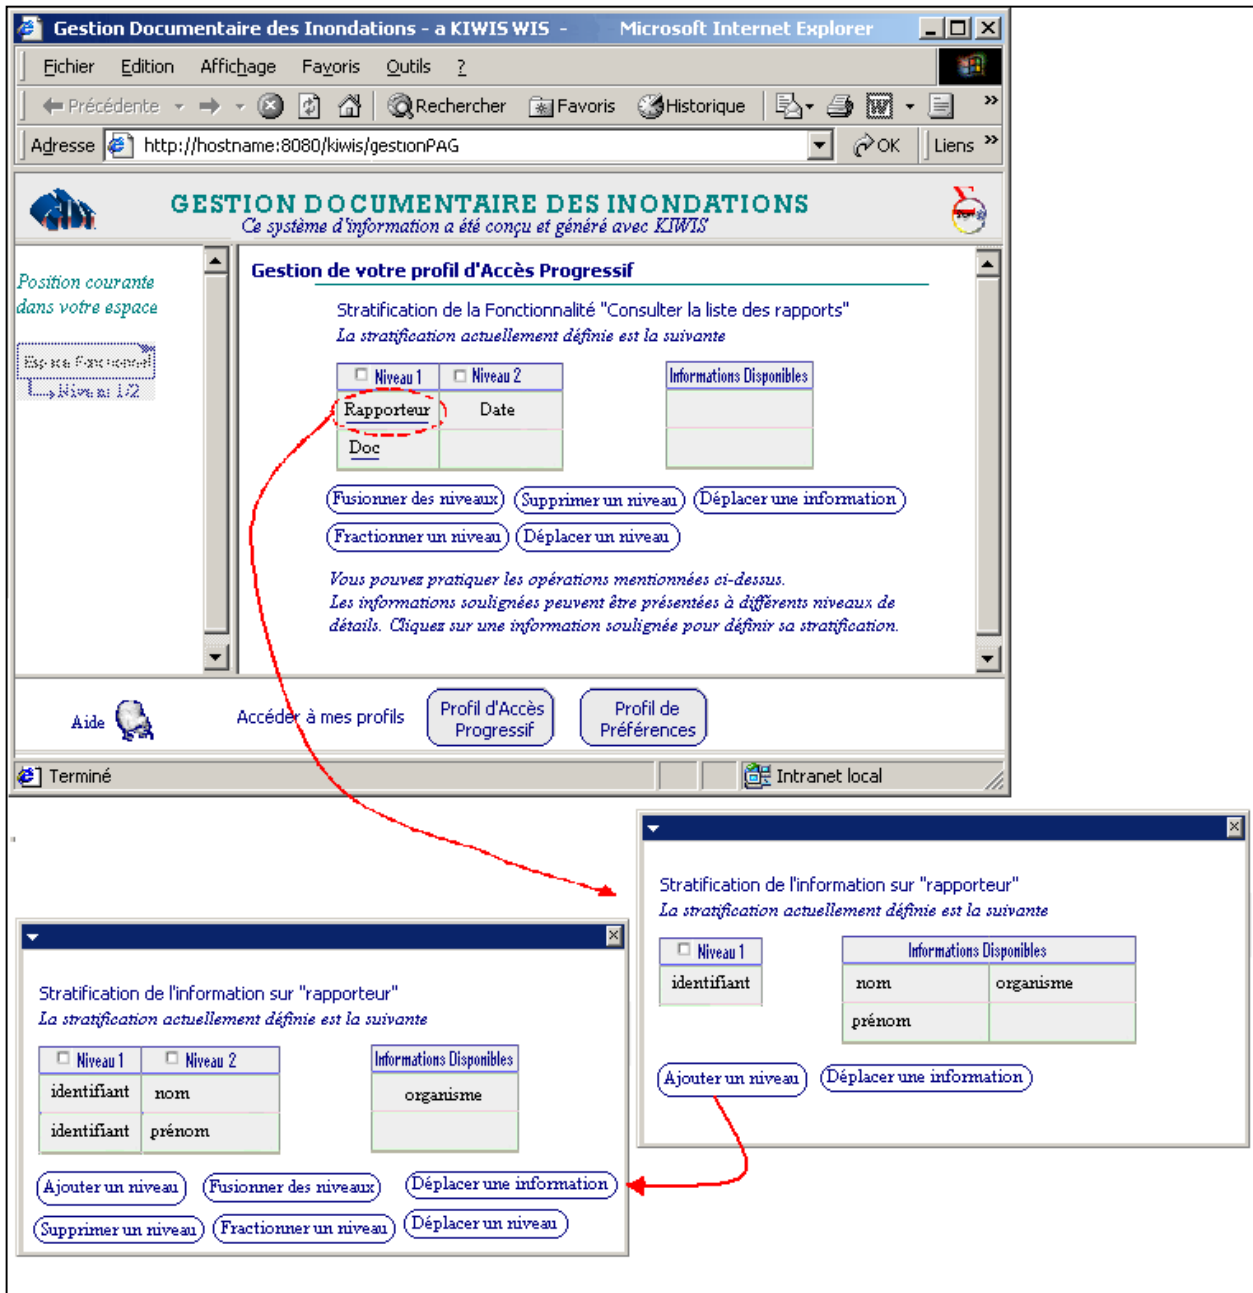 Gestion Documentaire des Inondations - a KIWIS WIS - Microsoft Internet Explorer
Fichier Edition Affichage Favoris Outils ?
Précédente Rechercher Favoris Historique »
Adresse http://hostname:8080/kiwis/gestionPAG OK Liens »
GESTION DOCUMENTAIRE DES INONDATIONS
Ce système d'information a été conçu et généré avec KIWIS
Position courante
dans votre espace
Espace Fonctionnel
Niveau 1/2
Gestion de votre profil d'Accès Progressif
Stratification de la Fonctionnalité "Consulter la liste des rapports"
La stratification actuellement définie est la suivante
Niveau 1 Niveau 2 Informations Disponibles
Rapporteur Date
Doc
Fusionner des niveaux Supprimer un niveau Déplacer une information
Fractionner un niveau Déplacer un niveau
Vous pouvez pratiquer les opérations mentionnées ci-dessus.
Les informations soulignées peuvent être présentées à différents niveaux de
détails. Cliquez sur une information soulignée pour définir sa stratification.
Aide Accéder à mes profils
Profil d'Accès
Progressif
Profil de
Préférences
Terminé Intranet local
Stratification de l'information sur "rapporteur"
La stratification actuellement définie est la suivante
Niveau 1 Informations Disponibles
identifiant nom organisme
prénom
Ajouter un niveau Déplacer une information
Stratification de l'information sur "rapporteur"
La stratification actuellement définie est la suivante
Niveau 1 Niveau 2 Informations Disponibles
identifiant nom organisme
identifiant prénom
Ajouter un niveau Fusionner des niveaux Déplacer une information
Supprimer un niveau Fractionner un niveau Déplacer un niveau